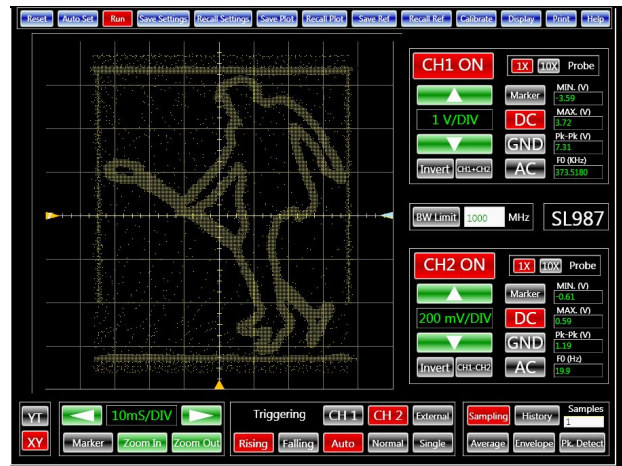 Reset Auto Set Run Save Settings Recall Settings Save Plot Recall Plot Save Ref Recall Ref Calibrate Display Print Help
CH1 ON
1X 10X Probe
Marker
MIN. (V)
-3.59
1 V/DIV
DC
MAX. (V)
3.72
GND
Pk-Pk (V)
7.31
Invert CH1+CH2 AC
F0 (KHz)
373.5180
BW Limit 1000 MHz
SL987
CH2 ON
1X 10X Probe
Marker
MIN. (V)
-0.61
200 mV/DIV
DC
MAX. (V)
0.59
GND
Pk-Pk (V)
1.19
Invert CH1-CH2 AC
F0 (Hz)
19.9
YT
10mS/DIV
XY
Marker Zoom In Zoom Out
Triggering CH 1 CH 2 External
Rising Falling Auto Normal Single
Sampling History
Samples
1
Average Envelope Pk. Detect